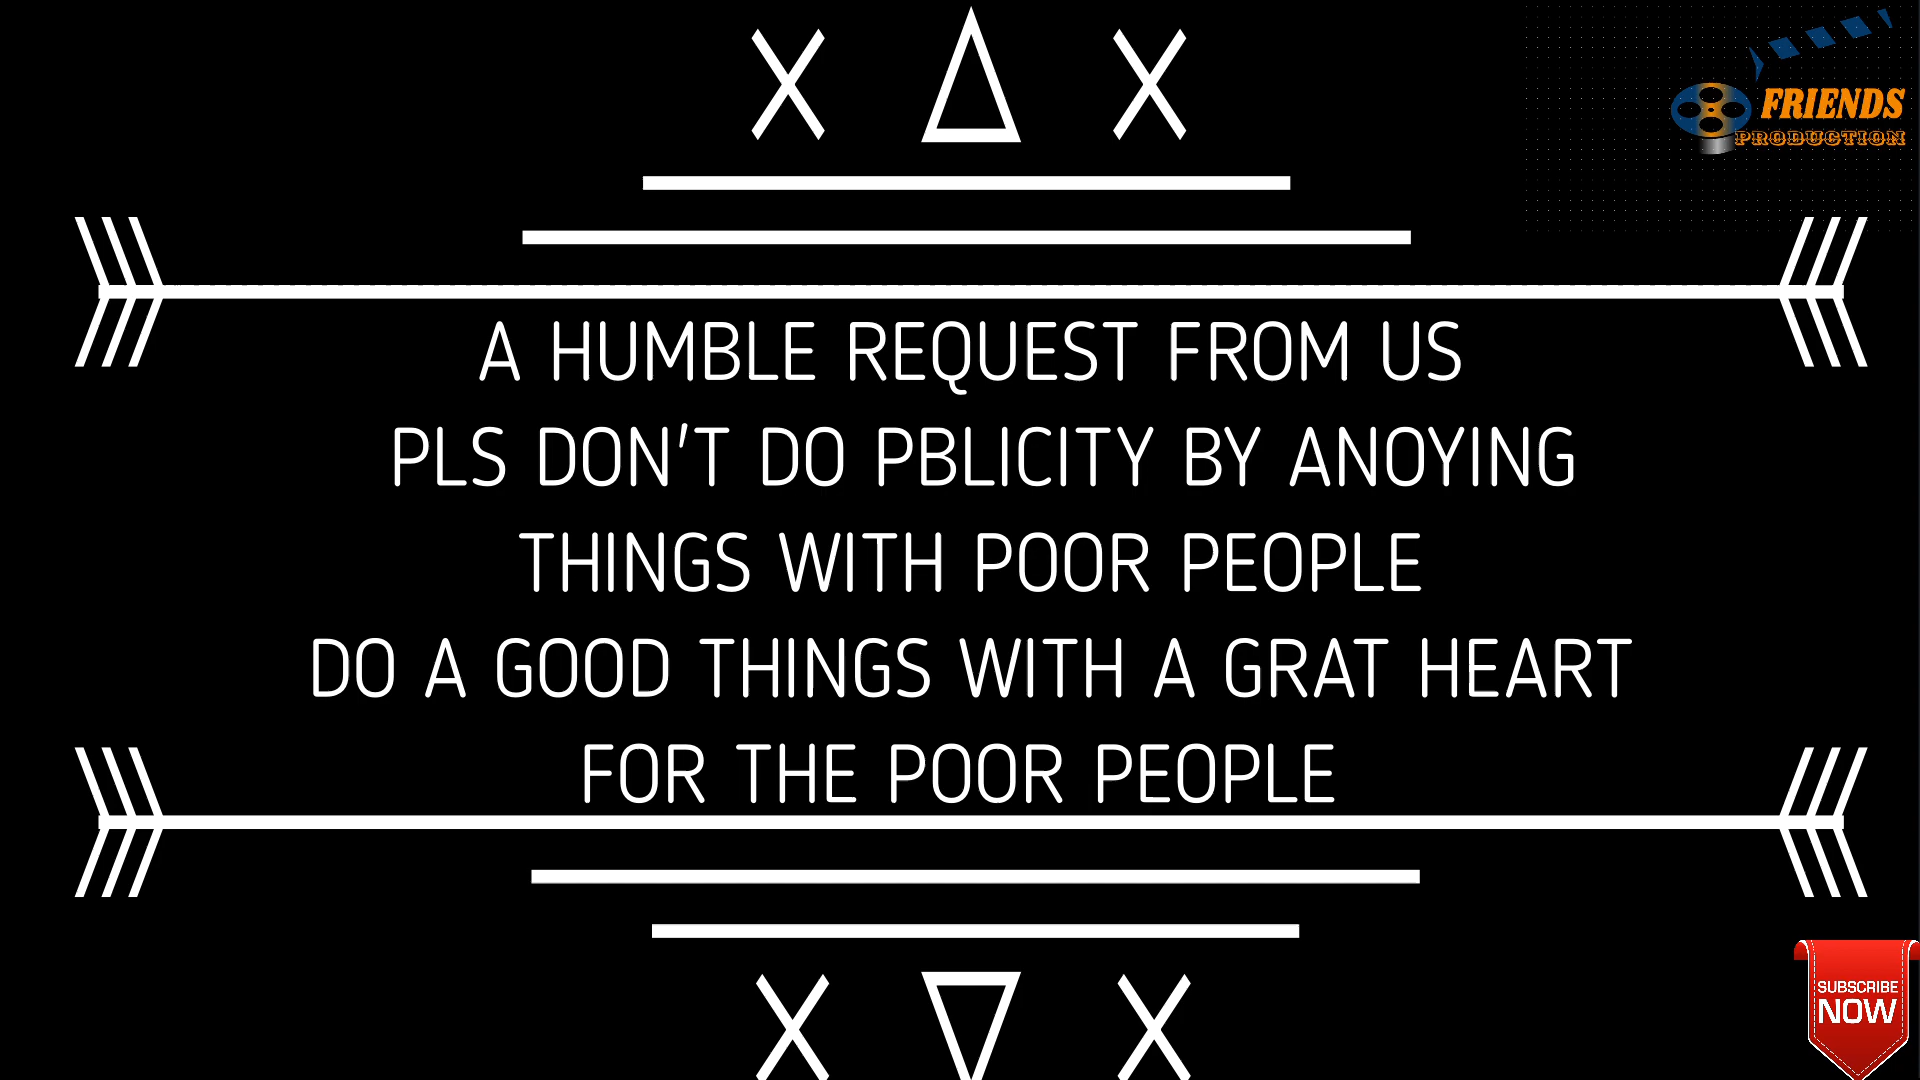 FRIENDS
PRODUCTION
A HUMBLE REQUEST FROM US
PLS DON'T DO PBLICITY BY ANOYING
THINGS WITH POOR PEOPLE
DO A GOOD THINGS WITH A GRAT HEART
FOR THE POOR PEOPLE
SUBSCRIBE
NOW